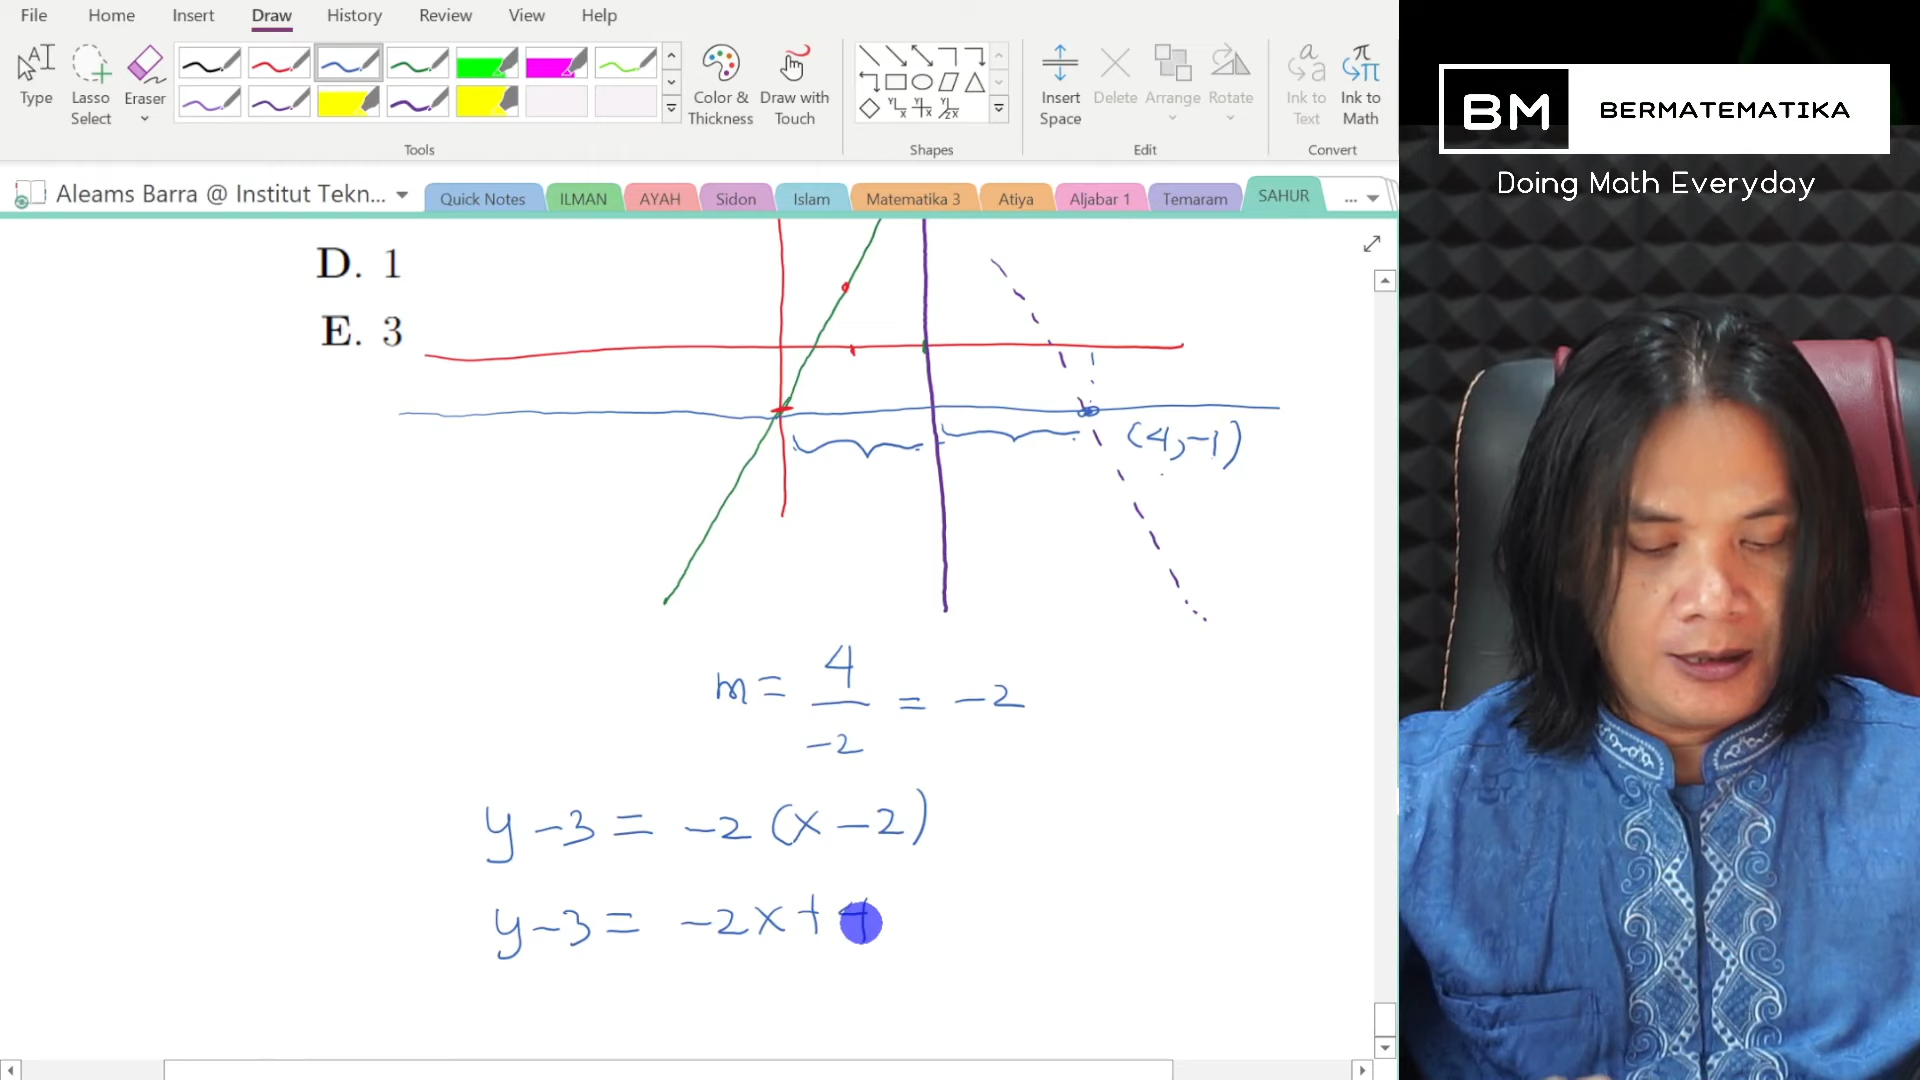 File Home Insert Draw History Review View Help
Type
Lasso Select
Eraser
Color & Thickness
Draw with Touch
Insert Space
Delete
Arrange
Rotate
Ink to Text
Ink to Math
Tools
Shapes
Edit
Convert
BM BERMATEMATIKA
Doing Math Everyday
Aleams Barra @ Institut Tekn...
Quick Notes ILMAN AYAH Sidon Islam Matematika 3 Atiya Aljabar 1 Temaram SAHUR ...
D. 1
E. 3
(4,-1)
m = 4/-2 = -2
y-3 = -2 (x-2)
y-3 = -2x+4